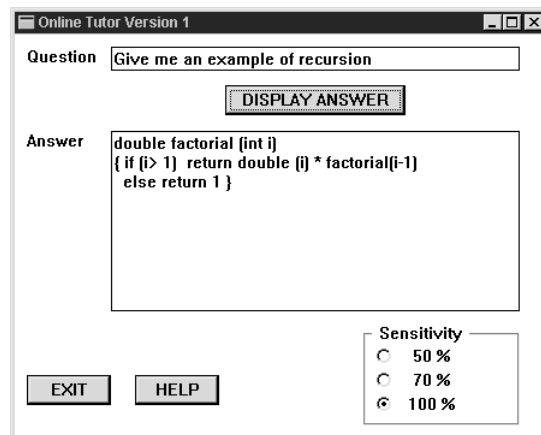 Online Tutor Version 1
Question Give me an example of recursion
DISPLAY ANSWER
Answer double factorial (int i)
{ if (i> 1) return double (i) * factorial(i-1)
else return 1 }
Sensitivity
50 %
70 %
100 %
EXIT HELP